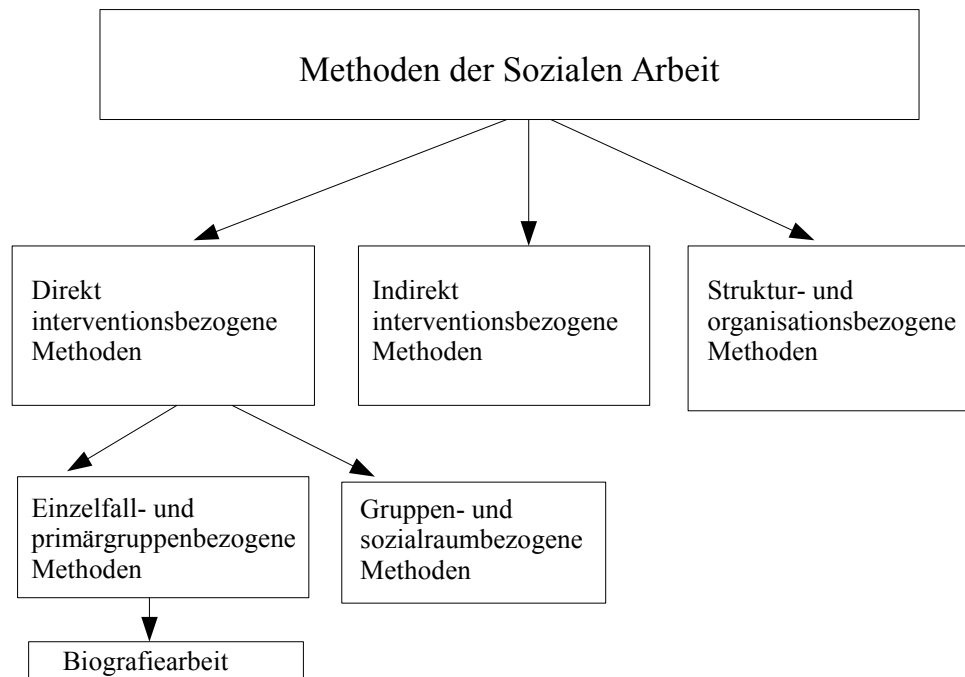 Methoden der Sozialen Arbeit
Direkt
interventionsbezogene
Methoden
Indirekt
interventionsbezogene
Methoden
Struktur- und
organisationsbezogene
Methoden
Einzelfall- und
primärgruppenbezogene
Methoden
Gruppen- und
sozialraumbezogene
Methoden
Biografiearbeit